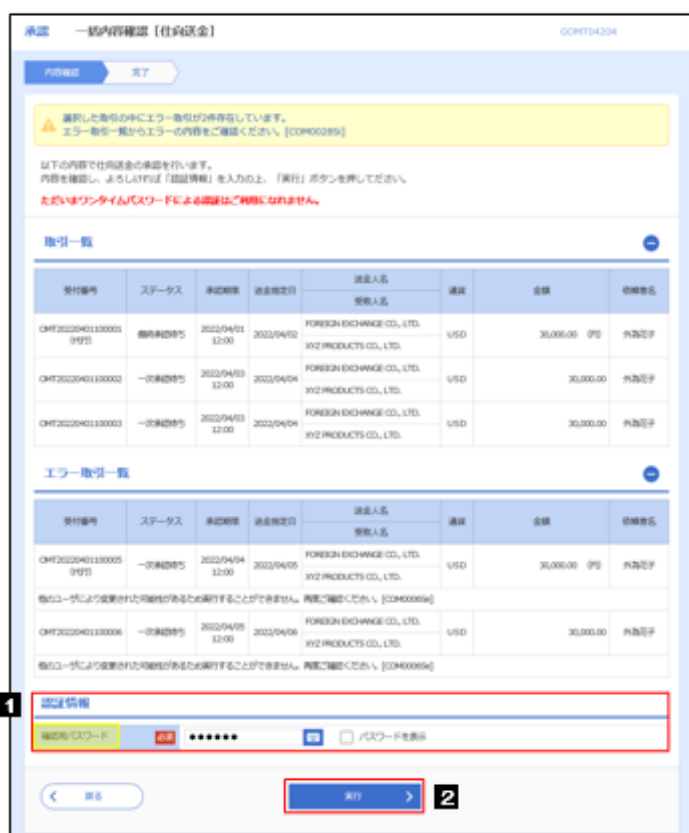 承認 一括内容確認［仕向送金］ GOMT04204
内容確認 完了
選択した取引の中にエラー取引が2件存在しています。
エラー取引一覧からエラーの内容をご確認ください。[COM00285I]
以下の内容で仕向送金の承認を行います。
内容を確認し、よろしければ「認証情報」を入力の上、「実行」ボタンを押してださい。
ただいまワンタイムパスワードによる認証はご利用になれません。
取引一覧
受付番号 ステータス 承認期限 送金指定日 送金人名 通貨 金額 依頼者名
受取人名
OMT20220401100001 最終承認待ち 2022/04/01 2022/04/02 FOREIGN EXCHANGE CO., LTD. USD 30,000.00 外為花子
12:00 XYZ PRODUCTS CO., LTD.
OMT20220401100002 一次承認待ち 2022/04/03 2022/04/04 FOREIGN EXCHANGE CO., LTD. USD 30,000.00 外為花子
12:00 XYZ PRODUCTS CO., LTD.
OMT20220401100003 一次承認待ち 2022/04/03 2022/04/04 FOREIGN EXCHANGE CO., LTD. USD 30,000.00 外為花子
12:00 XYZ PRODUCTS CO., LTD.
エラー取引一覧
受付番号 ステータス 承認期限 送金指定日 送金人名 通貨 金額 依頼者名
受取人名
OMT20220401100005 一次承認待ち 2022/04/04 2022/04/05 FOREIGN EXCHANGE CO., LTD. USD 30,000.00 外為花子
12:00 XYZ PRODUCTS CO., LTD.
他のユーザにより変更された可能性があるため実行することができません。再度ご確認ください。
OMT20220401100006 一次承認待ち 2022/04/05 2022/04/06 FOREIGN EXCHANGE CO., LTD. USD 30,000.00 外為花子
12:00 XYZ PRODUCTS CO., LTD.
他のユーザにより変更された可能性があるため実行することができません。再度ご確認ください。
1
認証情報
確認用パスワード 必須 ●●●●●● パスワードを表示
戻る 実行 2